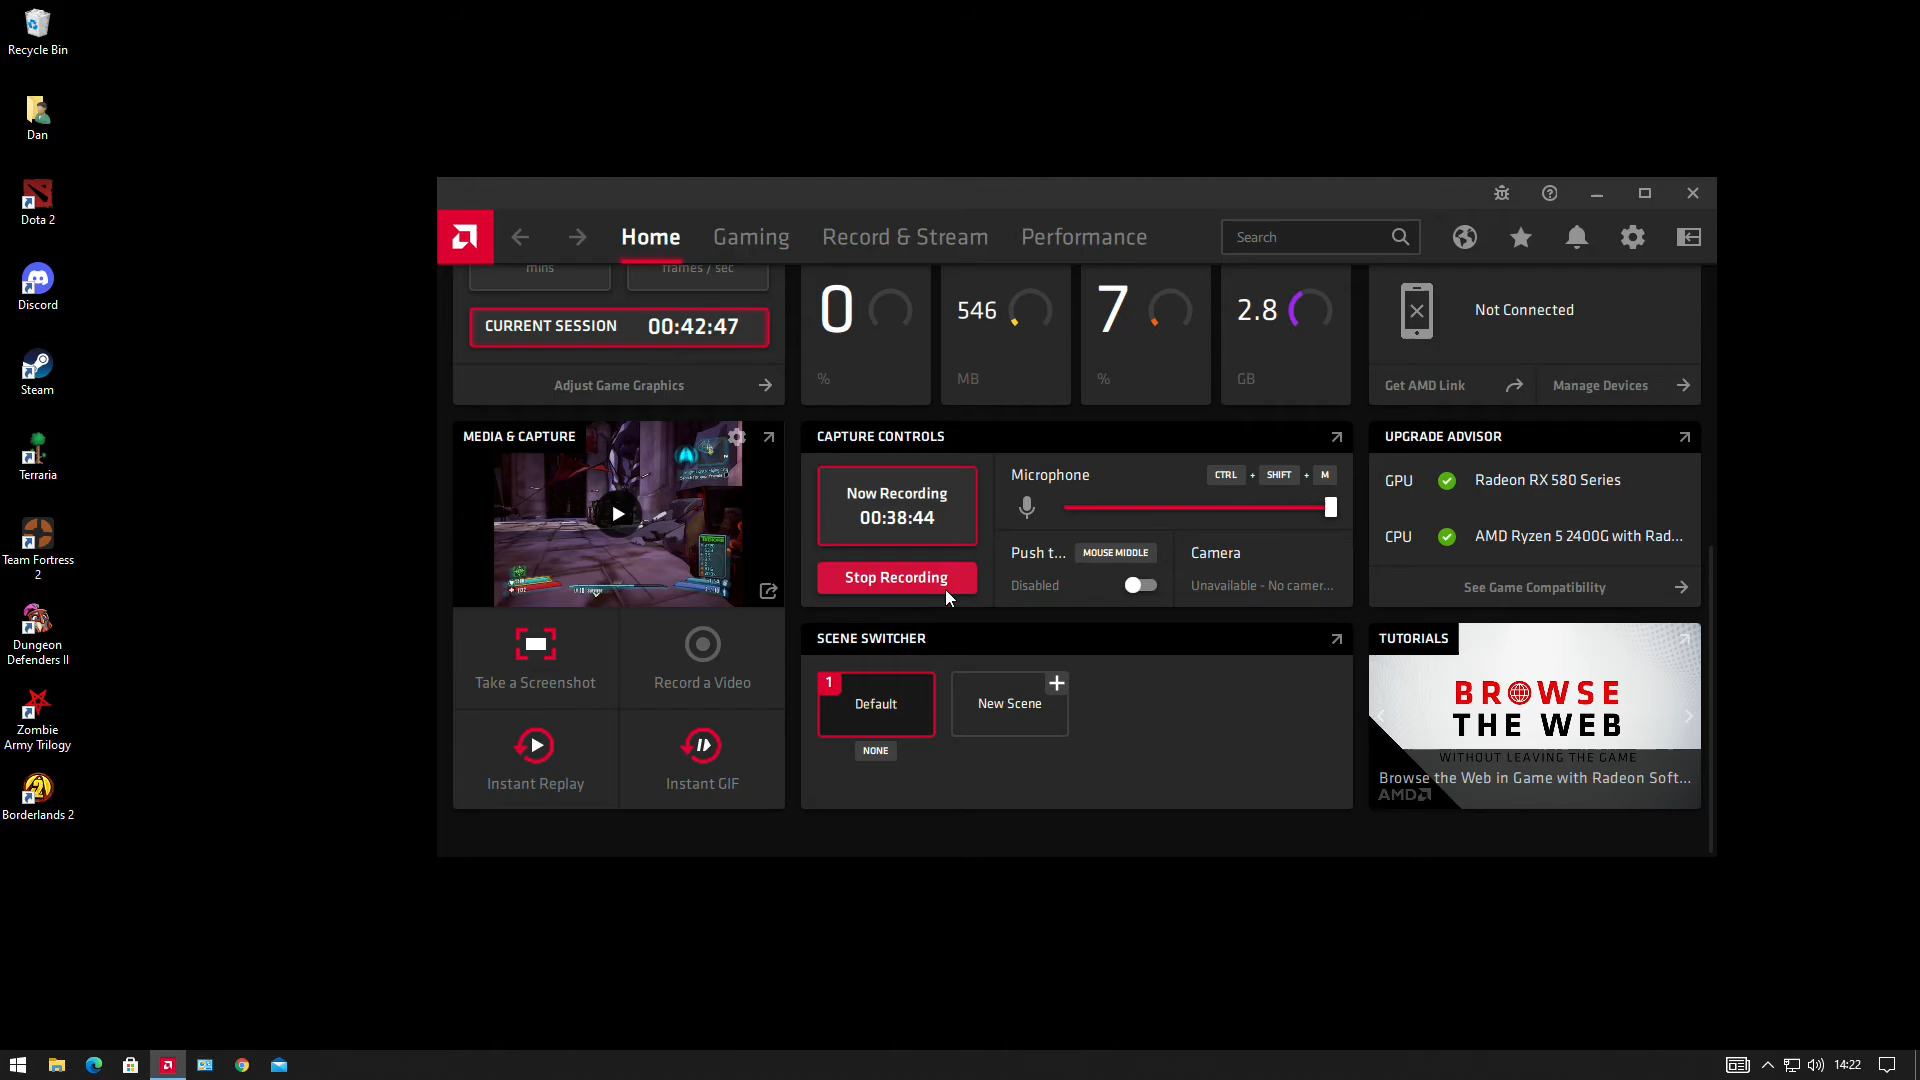 Recycle Bin
Dan
Dota 2
Discord
Steam
Terraria
Team Fortress
2
Dungeon
Defenders II
Zombie
Army Trilogy
Borderlands 2
Home
Gaming
Record & Stream
Performance
Search
mins
frames / sec
CURRENT SESSION 00:42:47
Adjust Game Graphics
0
%
546
MB
7
%
2.8
GB
Not Connected
Get AMD Link
Manage Devices
MEDIA & CAPTURE
Take a Screenshot
Record a Video
Instant Replay
Instant GIF
CAPTURE CONTROLS
Now Recording
00:38:44
Stop Recording
Microphone
CTRL + SHIFT + M
Push t... MOUSE MIDDLE
Disabled
Camera
Unavailable - No camer...
SCENE SWITCHER
1
Default
NONE
New Scene
UPGRADE ADVISOR
GPU Radeon RX 580 Series
CPU AMD Ryzen 5 2400G with Rad...
See Game Compatibility
TUTORIALS
BROWSE
THE WEB
WITHOUT LEAVING THE GAME
Browse the Web in Game with Radeon Soft...
AMD
14:22